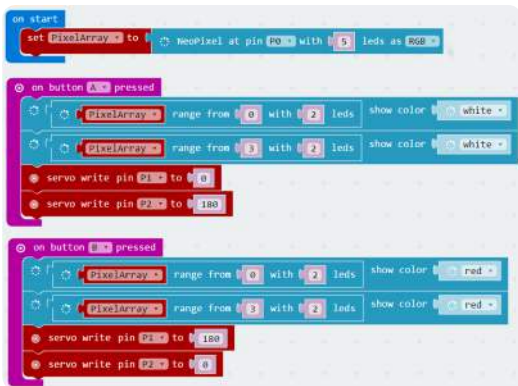 on start
set PixelArray to NeoPixel at pin P0 with 5 leds as RGB
on button A pressed
PixelArray range from 0 with 2 leds show color white
PixelArray range from 3 with 2 leds show color white
servo write pin P1 to 0
servo write pin P2 to 180
on button B pressed
PixelArray range from 0 with 2 leds show color red
PixelArray range from 3 with 2 leds show color red
servo write pin P1 to 180
servo write pin P2 to 0